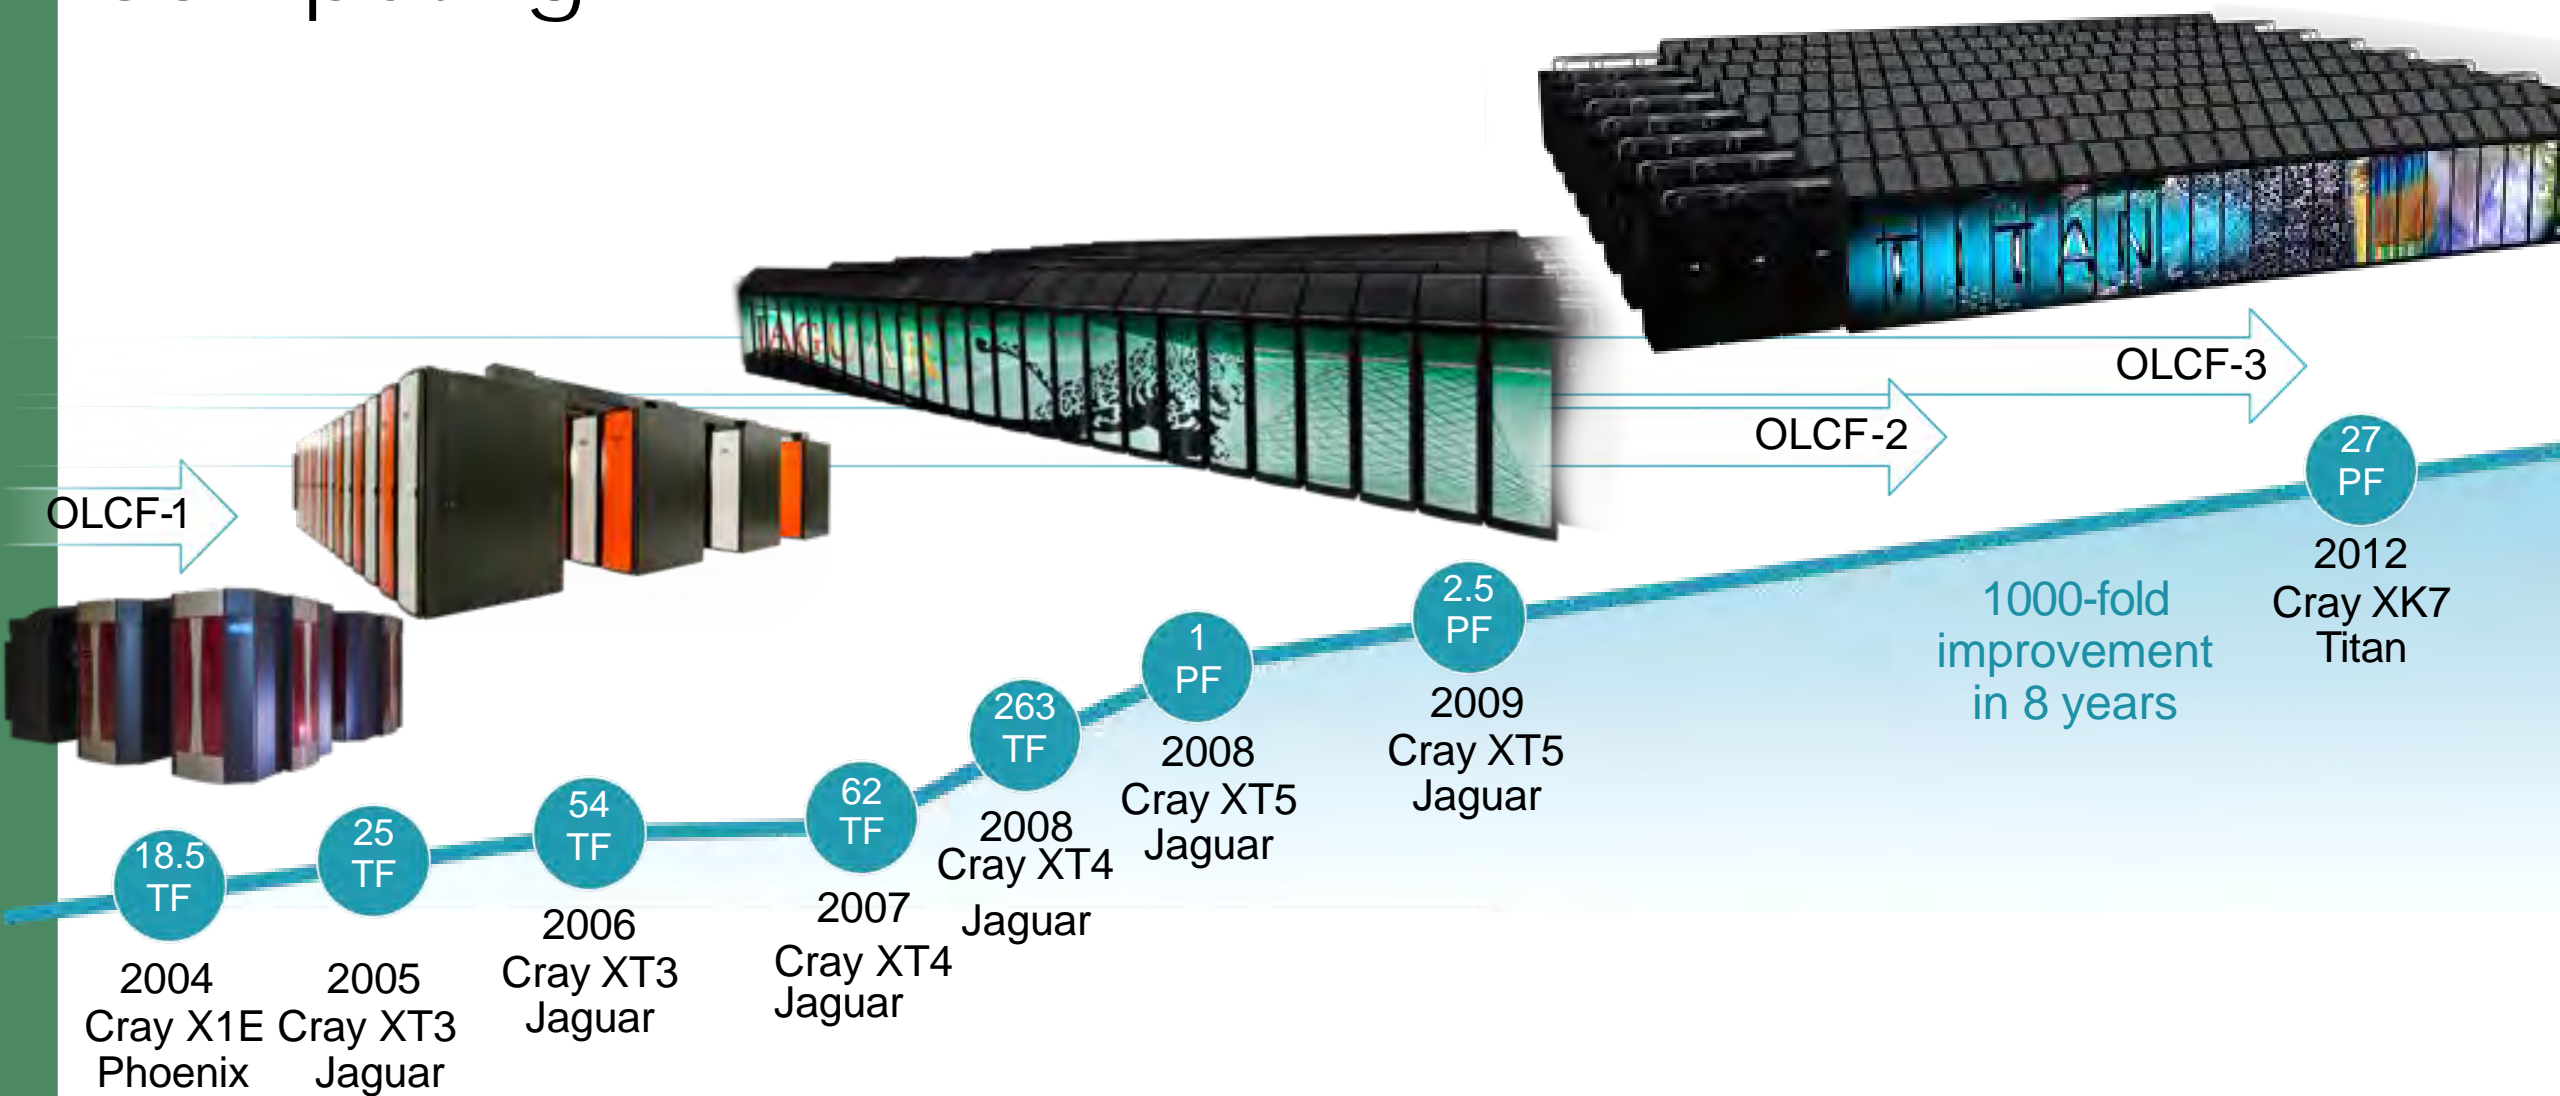 JAGUAR
TITAN
OLCF-3
OLCF-2
OLCF-1
18.5
TF
2004
Cray X1E
Phoenix
25
TF
2005
Cray XT3
Jaguar
54
TF
2006
Cray XT3
Jaguar
62
TF
2007
Cray XT4
Jaguar
263
TF
2008
Cray XT4
Jaguar
1
PF
2008
Cray XT5
Jaguar
2.5
PF
2009
Cray XT5
Jaguar
1000-fold
improvement
in 8 years
27
PF
2012
Cray XK7
Titan